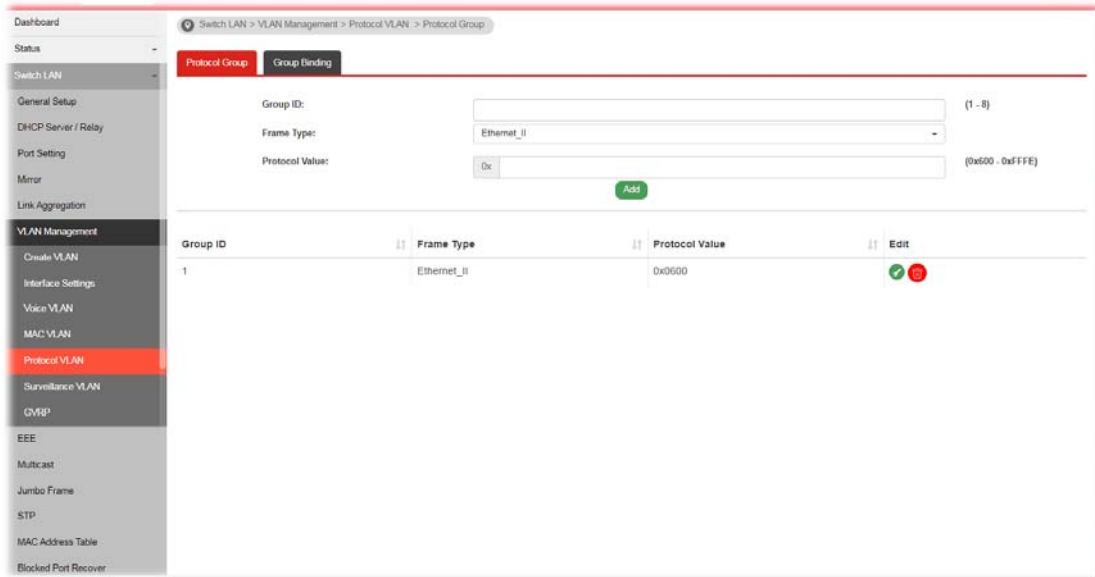 Dashboard
Status
Switch LAN
General Setup
DHCP Server / Relay
Port Setting
Mirror
Link Aggregation
VLAN Management
Create VLAN
Interface Settings
Voice VLAN
MAC VLAN
Protocol VLAN
Surveillance VLAN
GVRP
EEE
Multicast
Jumbo Frame
STP
MAC Address Table
Blocked Port Recover
Switch LAN > VLAN Management > Protocol VLAN > Protocol Group
Protocol Group Group Binding
Group ID: (1 - 8)
Frame Type: Ethernet_II
Protocol Value: 0x (0x600 - 0xFFFE)
Add
Group ID Frame Type Protocol Value Edit
1 Ethernet_II 0x0600